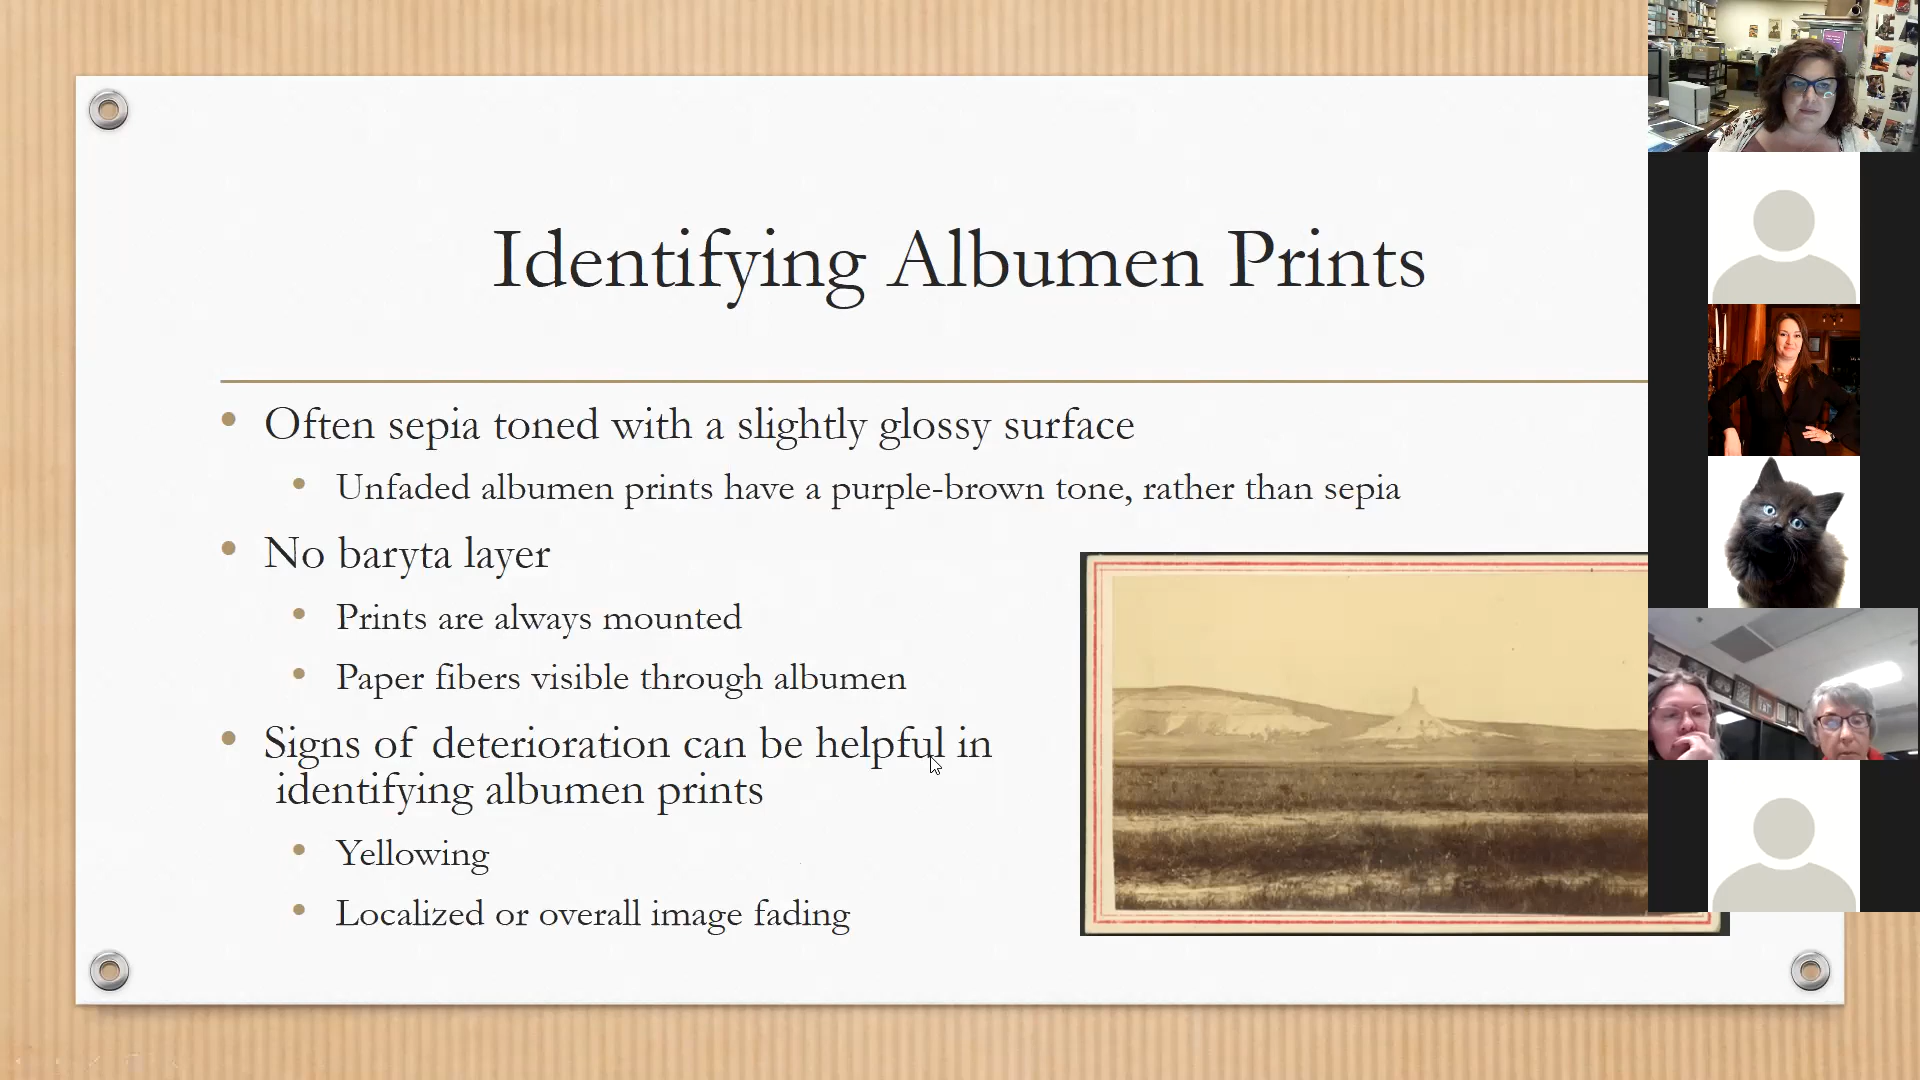 Identifying Albumen Prints
Often sepia toned with a slightly glossy surface
Unfaded albumen prints have a purple-brown tone, rather than sepia
No baryta layer
Prints are always mounted
Paper fibers visible through albumen
Signs of deterioration can be helpful in
identifying albumen prints
Yellowing
Localized or overall image fading